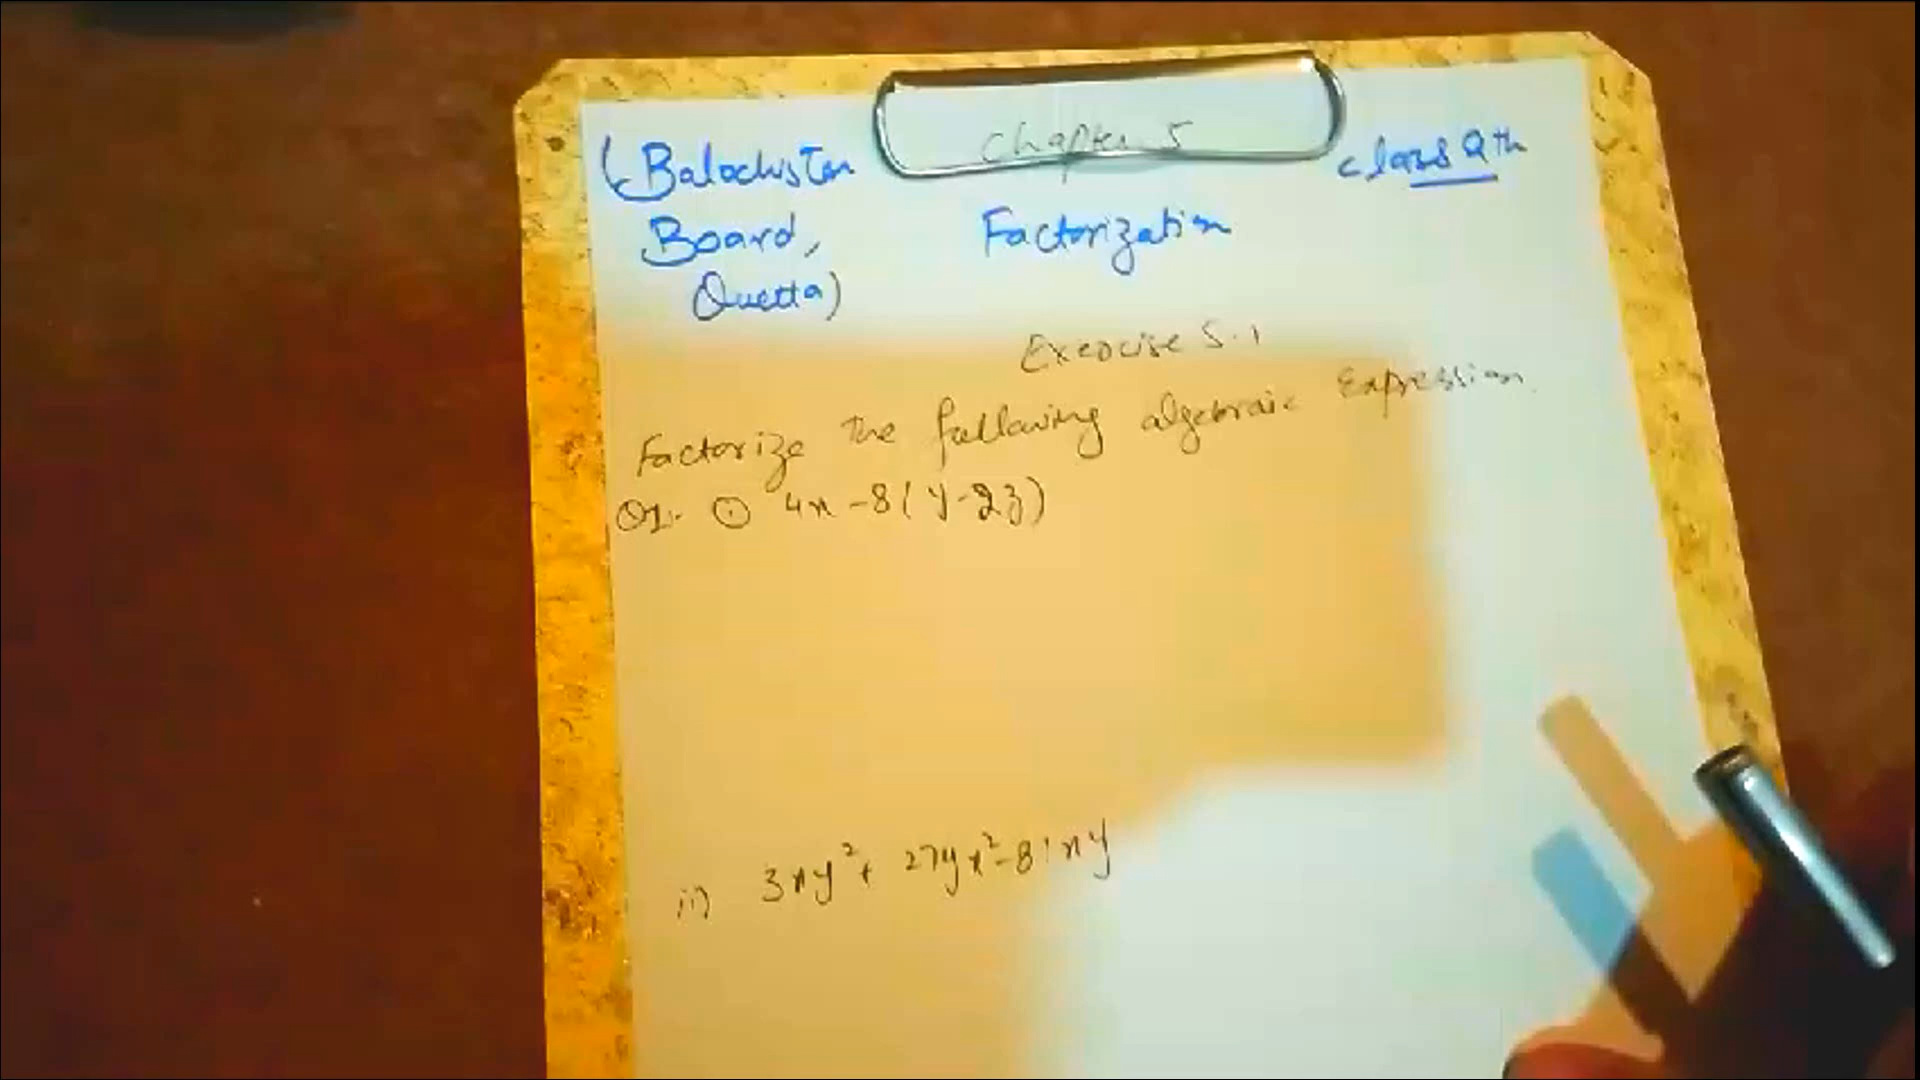 Chapter 5
(Balochistan class 9th
Board, Factorization
Quetta)
Exercise 5.1
Factorize the following algebraic Expression.
Q1. ⓘ 4x -8(y-2z)
ii) 3xy² + 27yx² - 81xy